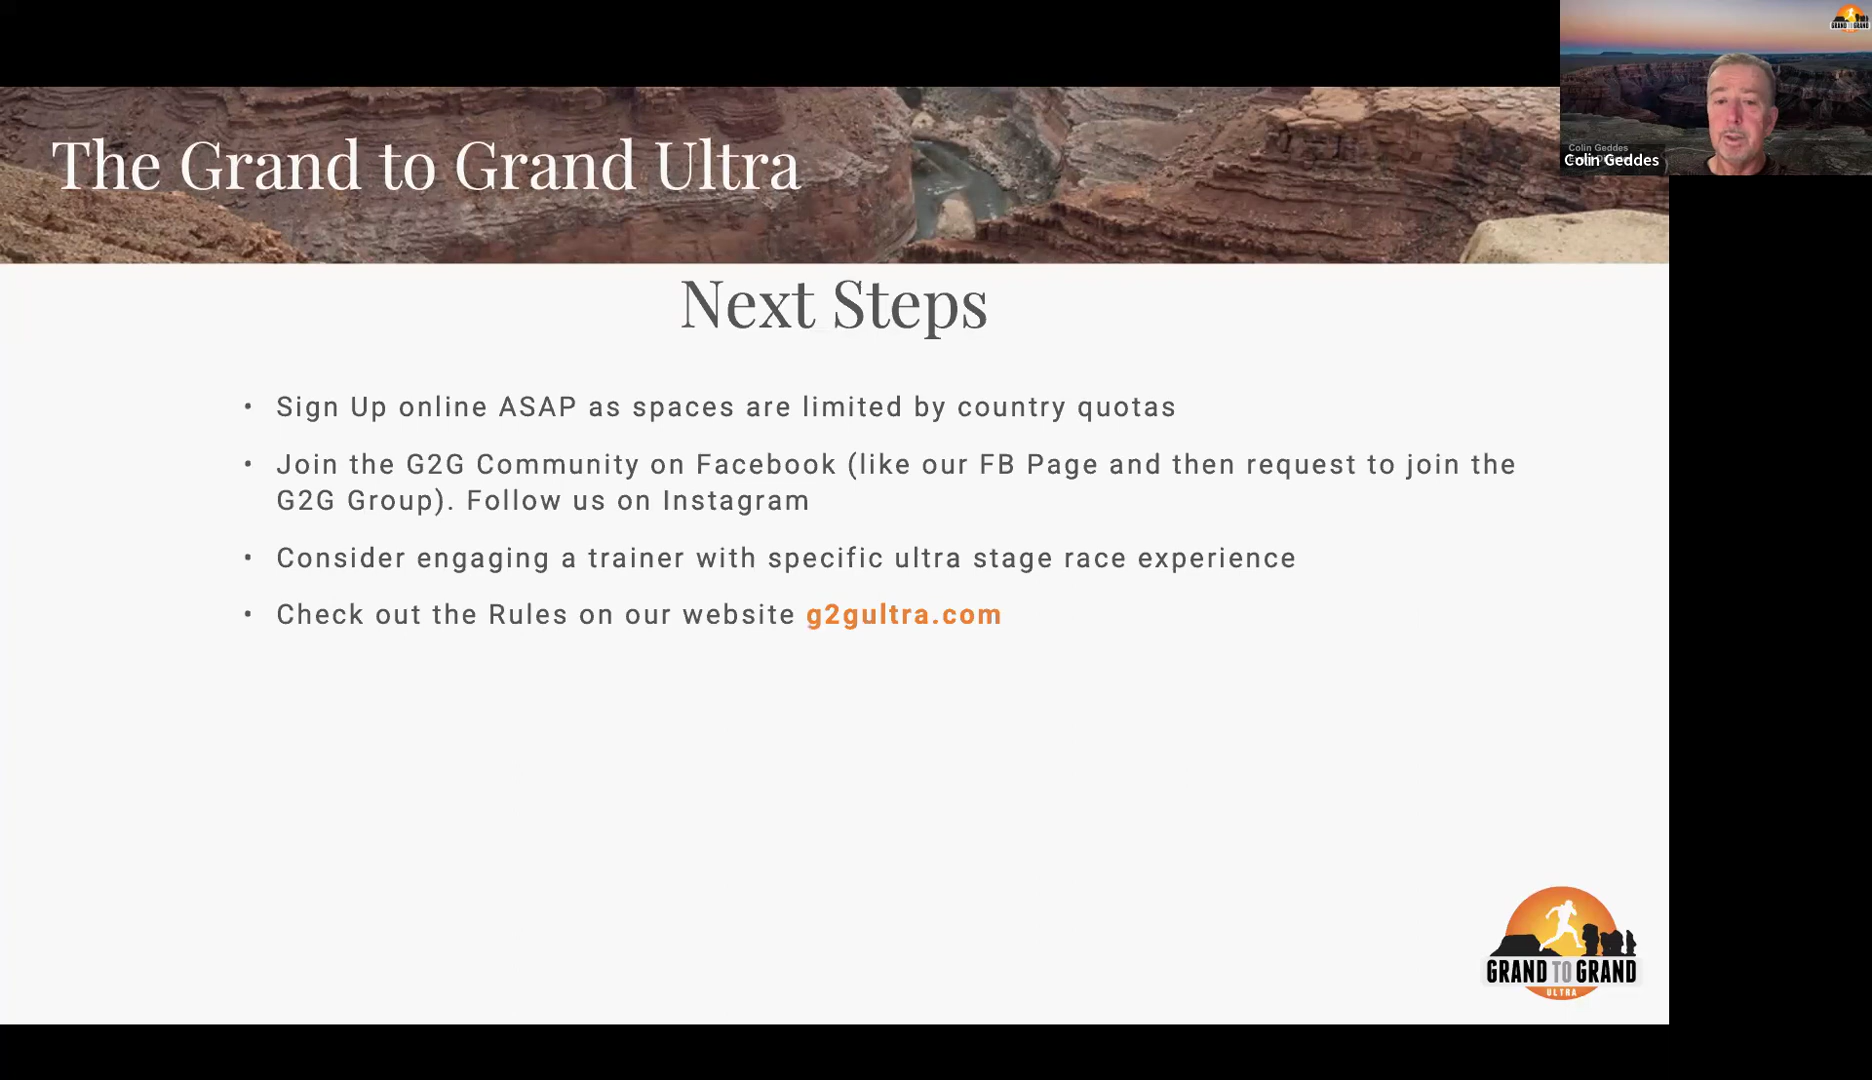 GRAND TO GRAND
The Grand to Grand Ultra
Colin Geddes
Colin Geddes
Next Steps
• Sign Up online ASAP as spaces are limited by country quotas
• Join the G2G Community on Facebook (like our FB Page and then request to join the
G2G Group). Follow us on Instagram
• Consider engaging a trainer with specific ultra stage race experience
• Check out the Rules on our website g2gultra.com
GRAND TO GRAND
ULTRA